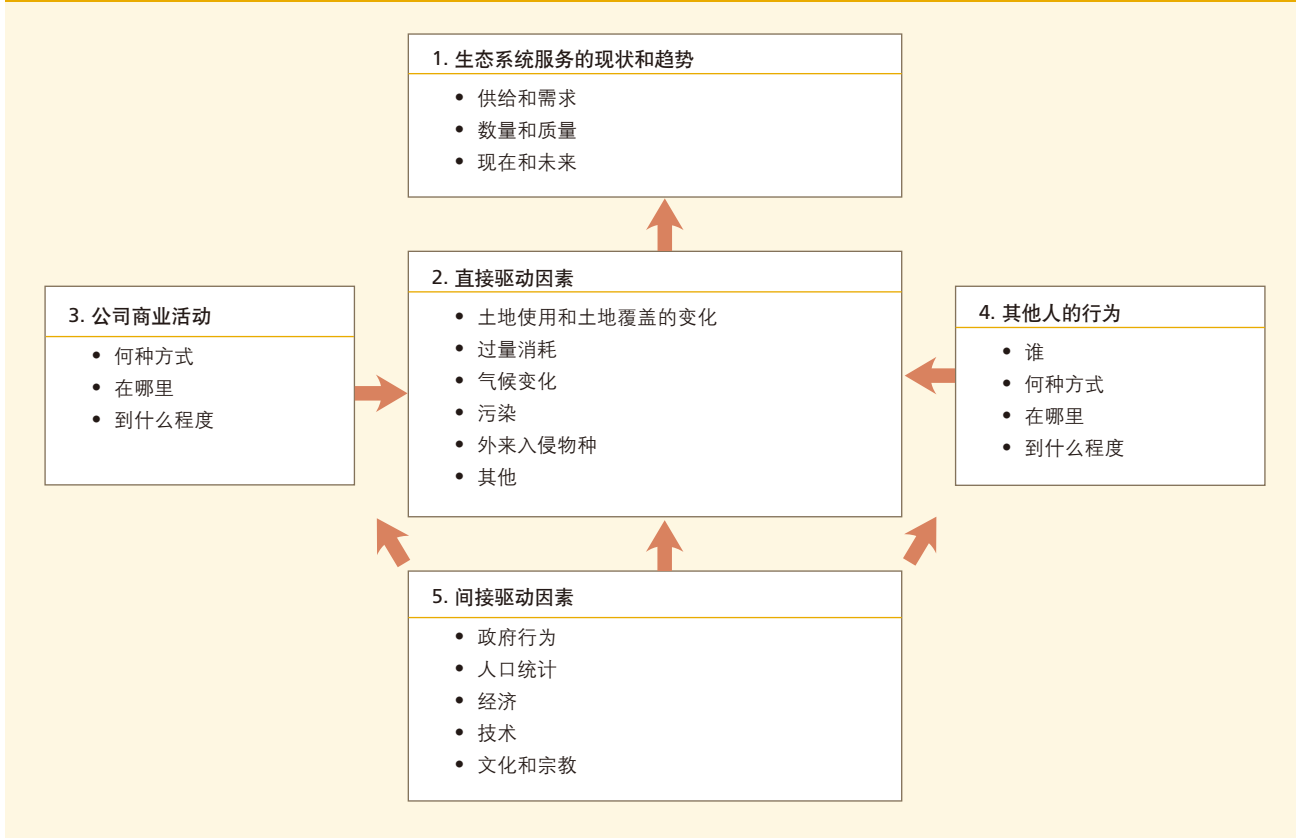 1. 生态系统服务的现状和趋势
• 供给和需求
• 数量和质量
• 现在和未来
2. 直接驱动因素
• 土地使用和土地覆盖的变化
• 过量消耗
• 气候变化
• 污染
• 外来入侵物种
• 其他
3. 公司商业活动
• 何种方式
• 在哪里
• 到什么程度
4. 其他人的行为
• 谁
• 何种方式
• 在哪里
• 到什么程度
5. 间接驱动因素
• 政府行为
• 人口统计
• 经济
• 技术
• 文化和宗教